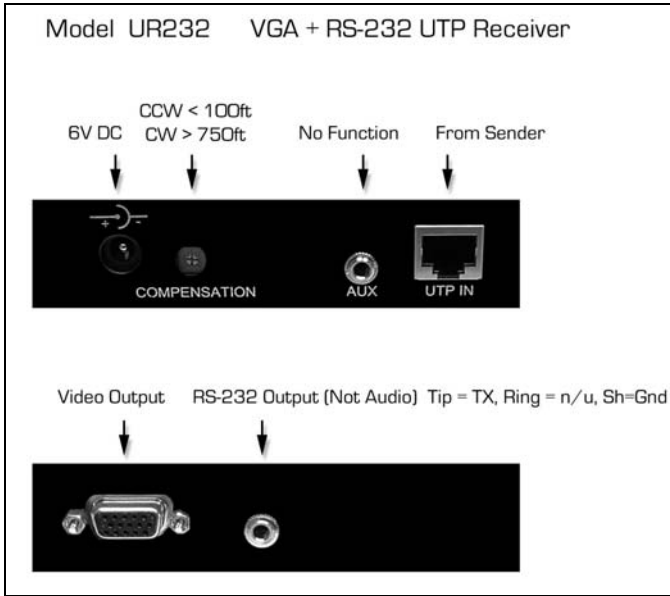 Model UR232 VGA + RS-232 UTP Receiver
CCW < 100ft
6V DC CW > 750ft No Function From Sender
+ -
COMPENSATION AUX UTP IN
Video Output RS-232 Output (Not Audio) Tip = TX, Ring = n/u, Sh=Gnd